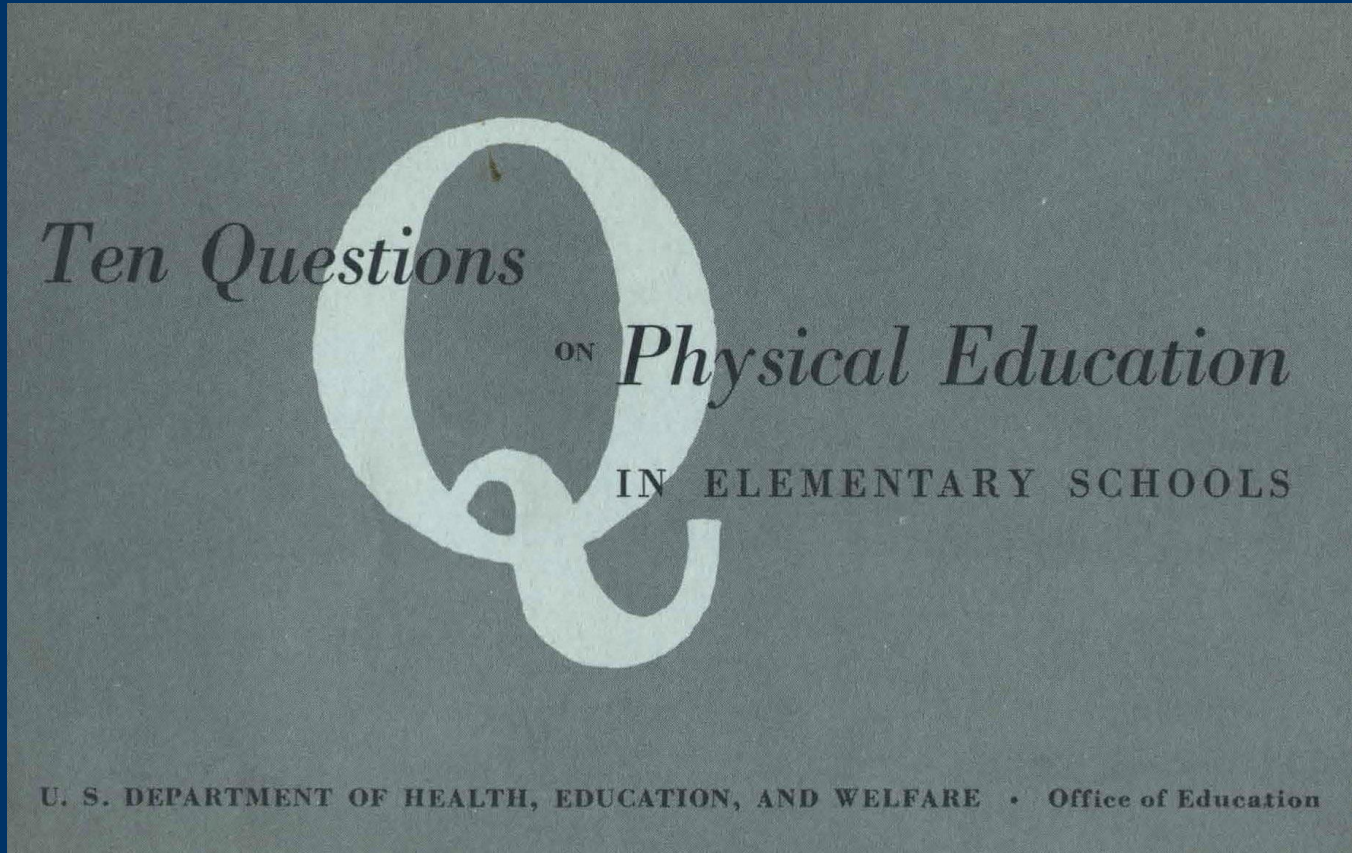 Q
Ten Questions
ON Physical Education
IN ELEMENTARY SCHOOLS
U. S. DEPARTMENT OF HEALTH, EDUCATION, AND WELFARE • Office of Education